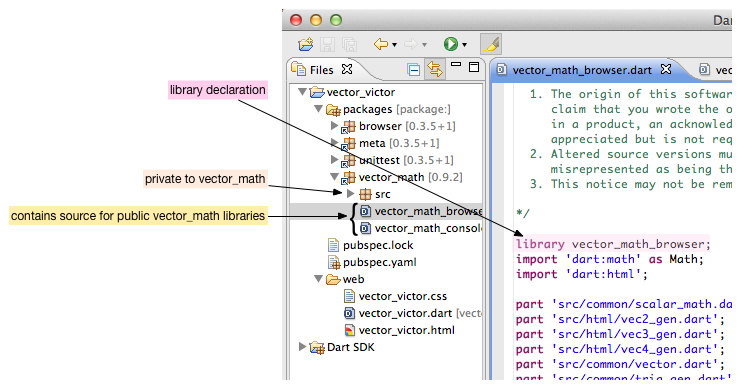 Dar
Files
vector_math_browser.dart
vec
library declaration
private to vector_math
contains source for public vector_math libraries
vector_victor
packages [package:]
browser [0.3.5+1]
meta [0.3.5+1]
unittest [0.3.5+1]
vector_math [0.9.2]
src
vector_math_browse
vector_math_consol
pubspec.lock
pubspec.yaml
web
vector_victor.css
vector_victor.dart [vect
vector_victor.html
Dart SDK
1. The origin of this softwar
claim that you wrote the o
in a product, an acknowled
appreciated but is not req
2. Altered source versions mu
misrepresented as being th
3. This notice may not be rem
*/
library vector_math_browser;
import 'dart:math' as Math;
import 'dart:html';
part 'src/common/scalar_math.da
part 'src/html/vec2_gen.dart';
part 'src/html/vec3_gen.dart';
part 'src/html/vec4_gen.dart';
part 'src/common/vector.dart';
part 'src/common/trig_gen.dart'